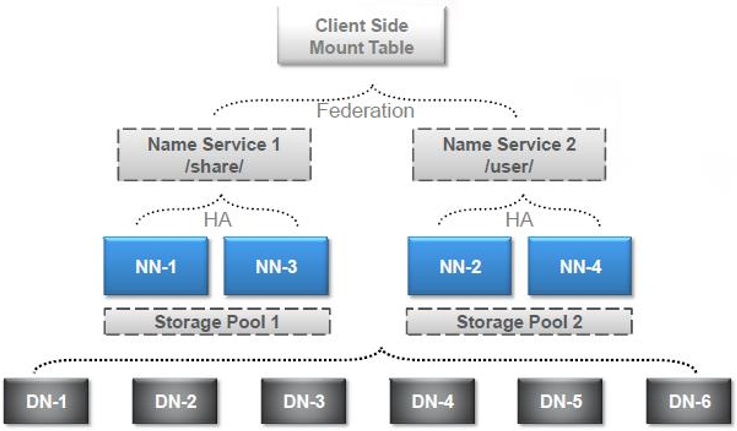 Client Side
Mount Table
Federation
Name Service 1
/share/
Name Service 2
/user/
HA
HA
NN-1
NN-3
NN-2
NN-4
Storage Pool 1
Storage Pool 2
DN-1
DN-2
DN-3
DN-4
DN-5
DN-6